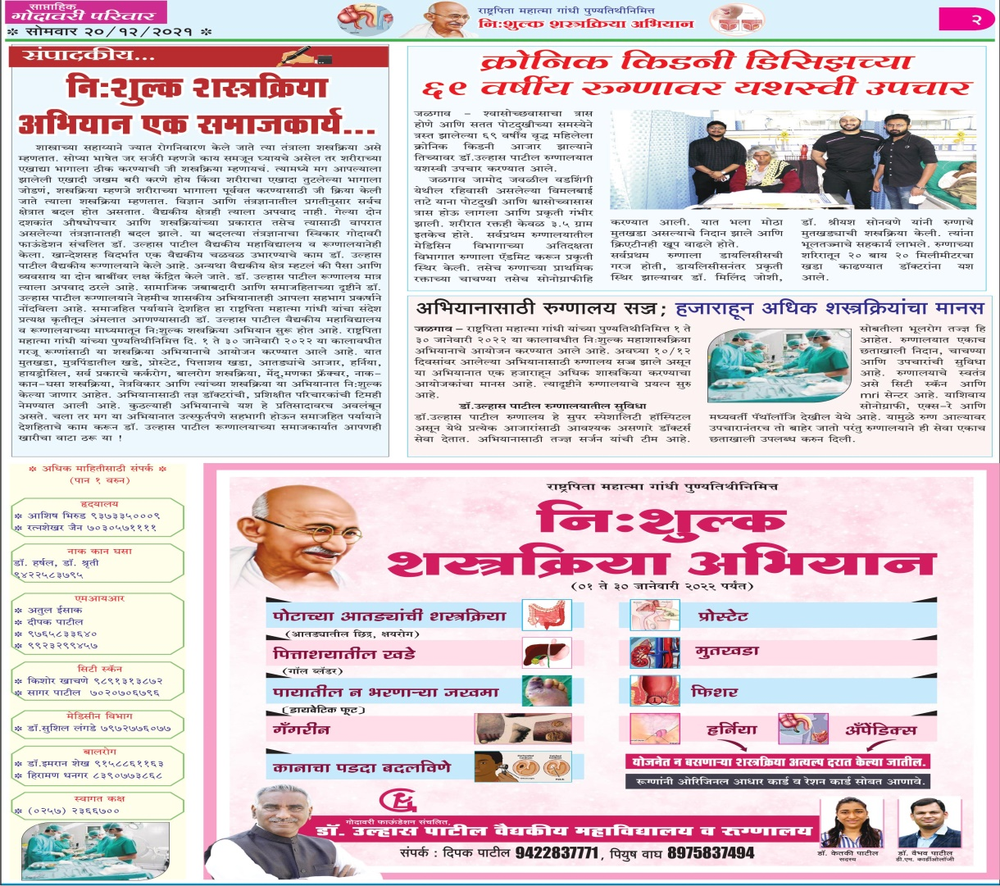 साप्ताहिक
गोदावरी परिवार
❊ सोमवार २०/१२/२०२१ ❊
राष्ट्रपिता महात्मा गांधी पुण्यतिथीनिमित्त
निःशुल्क शस्त्रक्रिया अभियान
२
संपादकीय...
निःशुल्क शस्त्रक्रिया
अभियान एक समाजकार्य...
शास्त्राच्या सहाय्याने ज्यात रोगनिवारण केले जाते त्या तंत्राला शस्त्रक्रिया असे
म्हणतात. सोप्या भाषेत जर सर्जरी म्हणजे काय समजून घ्यायचे असेल तर शरीराच्या
एखाद्या भागाला ठीक करण्याची जी शस्त्रक्रिया म्हणायचं. त्यामध्ये मग आपल्याला
झालेली एखादी जखम बरी करणे होय किंवा शरीराचा एखादा तुटलेल्या भागाला
जोडणं, शस्त्रक्रिया म्हणजे शरीराच्या भागाला पूर्ववत करण्यासाठी जी क्रिया केली
जाते त्याला शस्त्रक्रिया म्हणतात. विज्ञान आणि तंत्रज्ञानातील प्रगतीनुसार सर्वच
क्षेत्रात बदल होत असतात. वैद्यकीय क्षेत्रही त्याला अपवाद नाही. गेल्या दोन
दशकांत औषधोपचार आणि शस्त्रक्रियांच्या प्रकारात तसेच त्यासाठी वापरात
असलेल्या तंत्रज्ञानातही बदल झाले. या बदलत्या तंत्रज्ञानाचा स्विकार गोदावरी
फाऊंडेशन संचलित डॉ. उल्हास पाटील वैद्यकीय महाविद्यालय व रूग्णालयानेही
केला. खान्देशसह विदर्भात एक वैद्यकीय चळवळ उभारण्याचे काम डॉ. उल्हास
पाटील वैद्यकीय रूग्णालयाने केले आहे. अन्यथा वैद्यकीय क्षेत्र म्हटलं की पैसा आणि
व्यवसाय या दोन बाबींवर लक्ष केंद्रित केले जाते. डॉ. उल्हास पाटील रूग्णालय मात्र
त्याला अपवाद ठरले आहे. सामाजिक जबाबदारी आणि समाजहिताच्या दृष्टीने डॉ.
उल्हास पाटील रूग्णालयाने नेहमीच शासकीय अभियानातही आपला सहभाग प्रकर्षाने
नोंदविला आहे. समाजहित पर्यायाने देशहित हा राष्ट्रपिता महात्मा गांधी यांचा संदेश
प्रत्यक्ष कृतीतून अंमलात आणण्यासाठी डॉ. उल्हास पाटील वैद्यकीय महाविद्यालय
व रूग्णालयाच्या माध्यमातून निःशुल्क शस्त्रक्रिया अभियान सुरू होत आहे. राष्ट्रपिता
महात्मा गांधी यांच्या पुण्यतिथीनिमित्त दि. १ ते ३० जानेवारी २०२२ या कालावधीत
गरजू रूग्णांसाठी या शस्त्रक्रिया अभियानाचे आयोजन करण्यात आले आहे. यात
मुतखडा, मुत्रपिंडातील खडे, प्रोस्टेट, पित्ताशय खडा, आतड्यांचे आजार, हर्निया,
हायड्रोसिल, सर्व प्रकारचे कर्करोग, बालरोग शस्त्रक्रिया, मेंदू,मणका फ्रॅक्चर, नाक-
कान-घसा शस्त्रक्रिया, नेत्रविकार आणि त्यांच्या शस्त्रक्रिया या अभियानात निःशुल्क
केल्या जाणार आहेत. अभियानासाठी तज्ञ डॉक्टरांची, प्रशिक्षीत परिचारकांची टिमही
नेमण्यात आली आहे. कुठल्याही अभियानाचे यश हे प्रतिसादावरच अवलंबून
असते. चला तर मग या अभियानात उत्स्फुर्तपणे सहभागी होऊन समाजहित पर्यायाने
देशहिताचे काम करून डॉ. उल्हास पाटील रूग्णालयाच्या समाजकार्यात आपणही
खारीचा वाटा ठरू या !
क्रोनिक किडनी डिसिझच्या
६९ वर्षीय रुग्णावर यशस्वी उपचार
जळगाव – श्वासोच्छवासाचा त्रास
होणे आणि सतत पोटदुखीच्या समस्येने
त्रस्त झालेल्या ६९ वर्षीय वृद्ध महिलेला
क्रोनिक किडनी आजार झाल्याने
तिच्यावर डॉ.उल्हास पाटील रुग्णालयात
यशस्वी उपचार करण्यात आले.
जळगाव जामोद जवळील वडशिंगी
येथील रहिवासी असलेल्या विमलबाई
ताटे याना पोटदुखी आणि श्वासोच्वासास
त्रास होऊ लागला आणि प्रकृती गंभीर
झाली. शरीरात रक्तही केवळ ३.५ ग्राम
इतकेच होते. सर्वप्रथम रुग्णालयातील
मेडिसिन विभागाच्या अतिदक्षता
विभागात रुग्णाला ऍडमिट करून प्रकृती
स्थिर केली. तसेच रुग्णाच्या प्राथमिक
रक्ताच्या चाचण्या तसेच सोनोग्राफीहि
करण्यात आली. यात भला मोठा
मुतखडा असल्याचे निदान झाले आणि
क्रिएटीनही खूप वाढले होते.
सर्वप्रथम रुग्णाला डायलिसीसची
गरज होती, डायलिसीसनंतर प्रकृती
स्थिर झाल्यावर डॉ. मिलिंद जोशी,
डॉ. श्रीयश सोनवणे यांनी रुग्णाचे
मुतखड्याची शस्त्रक्रिया केली. त्यांना
भूलतज्ञाचे सहकार्य लाभले. रुग्णाच्या
शरिरातून २० बाय २० मिलीमीटरचा
खडा काढण्यात डॉक्टरांना यश
आले.
अभियानासाठी रुग्णालय सज्ज; हजाराहून अधिक शस्त्रक्रियांचा मानस
जळगाव – राष्ट्रपिता महात्मा गांधी यांच्या पुण्यतिथीनिमित्त १ ते
३० जानेवारी २०२२ या कालावधीत निःशुल्क महाशस्त्रक्रिया
अभियानाचे आयोजन करण्यात आले आहे. अवघ्या १०/१२
दिवसांवर आलेल्या अभियानासाठी रुग्णालय सज्ज झाले असून
या अभियानात एक हजाराहून अधिक शास्त्रकिया करण्याचा
आयोजकांचा मानस आहे. त्यादृष्टीने रुग्णालयाचे प्रयत्न सुरु
आहे.
डॉ.उल्हास पाटील रुग्णालयातील सुविधा
डॉ.उल्हास पाटील रुग्णालय हे सुपर स्पेशालिटी हॉस्पिटल
असून येथे प्रत्येक आजारांसाठी आवश्यक असणारे डॉक्टर्स
सेवा देतात. अभियानासाठी तज्ज्ञ सर्जन यांची टीम आहे.
सोबतीला भूलरोग तज्ज्ञ हि
आहेत. रुग्णालयात एकाच
छताखाली निदान, चाचण्या
आणि उपचारांची सुविधा
आहे. रुग्णालयाचे स्वतंत्र
असे सिटी स्कॅन आणि
mri सेन्टर आहे. याशिवाय
सोनोग्राफी, एक्स-रे आणि
मध्यवर्ती पॅथॉलॉजि देखील येथे आहे. यामुळे रुग्ण आल्यावर
उपचारानंतरच तो बाहेर जातो परंतु रुग्णालयाने ही सेवा एकाच
छताखाली उपलब्ध करुन दिली.
❊ अधिक माहितीसाठी संपर्क ❊
(पान १ वरुन)
हृदयालय
❊ आशिष भिरुड ९३७३३५०००९
❊ रत्नशेखर जैन ७०३०५७११११
नाक कान घसा
डॉ. हर्षल, डॉ. श्रृती
९४२२५८३७९५
एमआयआर
❊ अतुल ईसाक
❊ दीपक पाटील
❊ ९७६५८३३६४०
❊ ९९२३२९९४५७
सिटी स्कॅन
❊ किशोर खाचणे ९८९१३१३८७२
❊ सागर पाटील ७०२०७०६७९६
मेडिसीन विभाग
❊ डॉ.सुशिल लंगडे ७९७२७७६०७७
बालरोग
❊ डॉ.इमरान शेख ९१५८८६११६३
❊ हिरामण धनगर ८३९०७७३८६८
स्वागत कक्ष
❊ (०२५७) २३६६७००
राष्ट्रपिता महात्मा गांधी पुण्यतिथीनिमित्त
निःशुल्क
शस्त्रक्रिया अभियान
(०१ ते ३० जानेवारी २०२२ पर्यंत)
पोटाच्या आतड्यांची शस्त्रक्रिया
(आतड्यातील छिद्र, क्षयरोग)
पित्ताशयातील खडे
(गॉल ब्लॅडर)
पायातील न भरणाऱ्या जखमा
(डायबेटिक फूट)
गँगरीन
कानाचा पडदा बदलविणे
प्रोस्टेट
मुतखडा
फिशर
हर्निया
अँपेंडिक्स
योजनेत न बसणाऱ्या शस्त्रक्रिया अत्यल्प दरात केल्या जातील.
रूग्णांनी ओरिजिनल आधार कार्ड व रेशन कार्ड सोबत आणावे.
गोदावरी फाऊंडेशन संचलित,
डॉ. उल्हास पाटील वैद्यकीय महाविद्यालय व रुग्णालय
संपर्क : दिपक पाटील 9422837771, पियुष वाघ 8975837494
डॉ. केतकी पाटील
सदस्य
डॉ. वैभव पाटील
डी.एम. कार्डीओलॉजी